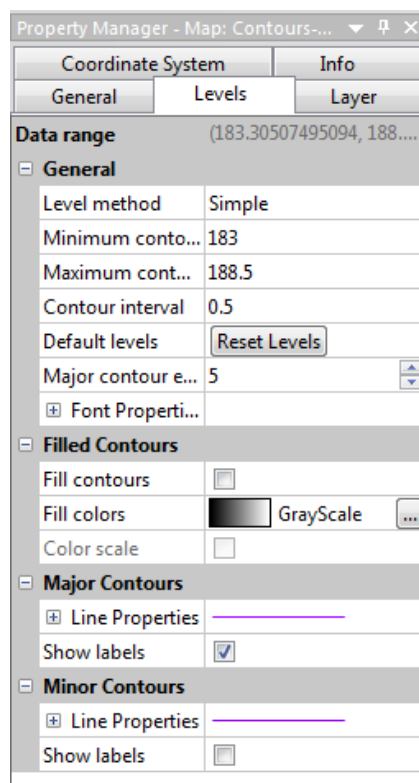 Property Manager - Map: Contours-...
Coordinate System Info
General Levels Layer
Data range (183.30507495094, 188....
General
Level method Simple
Minimum conto... 183
Maximum cont... 188.5
Contour interval 0.5
Default levels Reset Levels
Major contour e... 5
Font Properti...
Filled Contours
Fill contours
Fill colors GrayScale ...
Color scale
Major Contours
Line Properties
Show labels
Minor Contours
Line Properties
Show labels